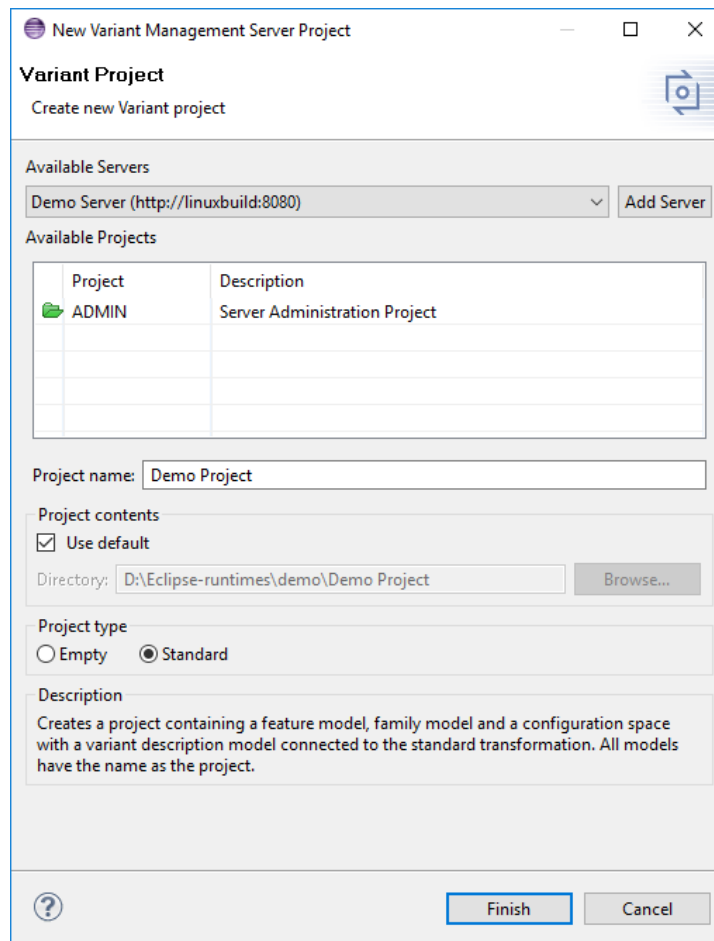 New Variant Management Server Project
Variant Project
Create new Variant project
Available Servers
Demo Server (http://linuxbuild:8080)
Add Server
Available Projects
Project Description
ADMIN Server Administration Project
Project name: Demo Project
Project contents
Use default
Directory: D:\Eclipse-runtimes\demo\Demo Project Browse...
Project type
Empty Standard
Description
Creates a project containing a feature model, family model and a configuration space
with a variant description model connected to the standard transformation. All models
have the name as the project.
? Finish Cancel